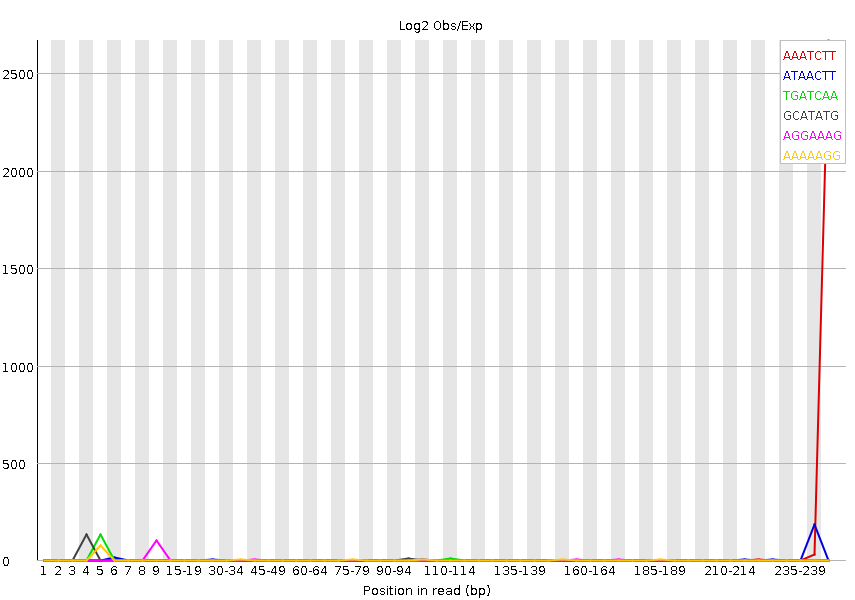 Log2 Obs/Exp
2500
2000
1500
1000
500
0
AAATCTT
ATAACTT
TGATCAA
GCATATG
AGGAAAG
AAAAAGG
1 2 3 4 5 6 7 8 9 15-19 30-34 45-49 60-64 75-79 90-94 110-114 135-139 160-164 185-189 210-214 235-239
Position in read (bp)